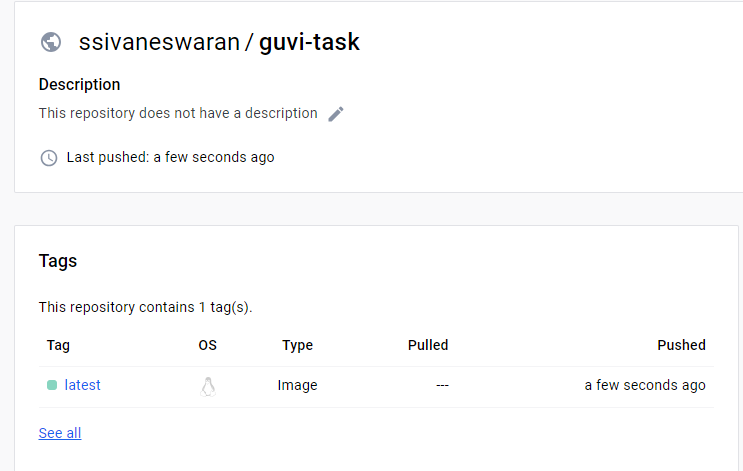 ssivaneswaran / guvi-task
Description
This repository does not have a description
Last pushed: a few seconds ago
Tags
This repository contains 1 tag(s).
Tag OS Type Pulled Pushed
latest Image --- a few seconds ago
See all